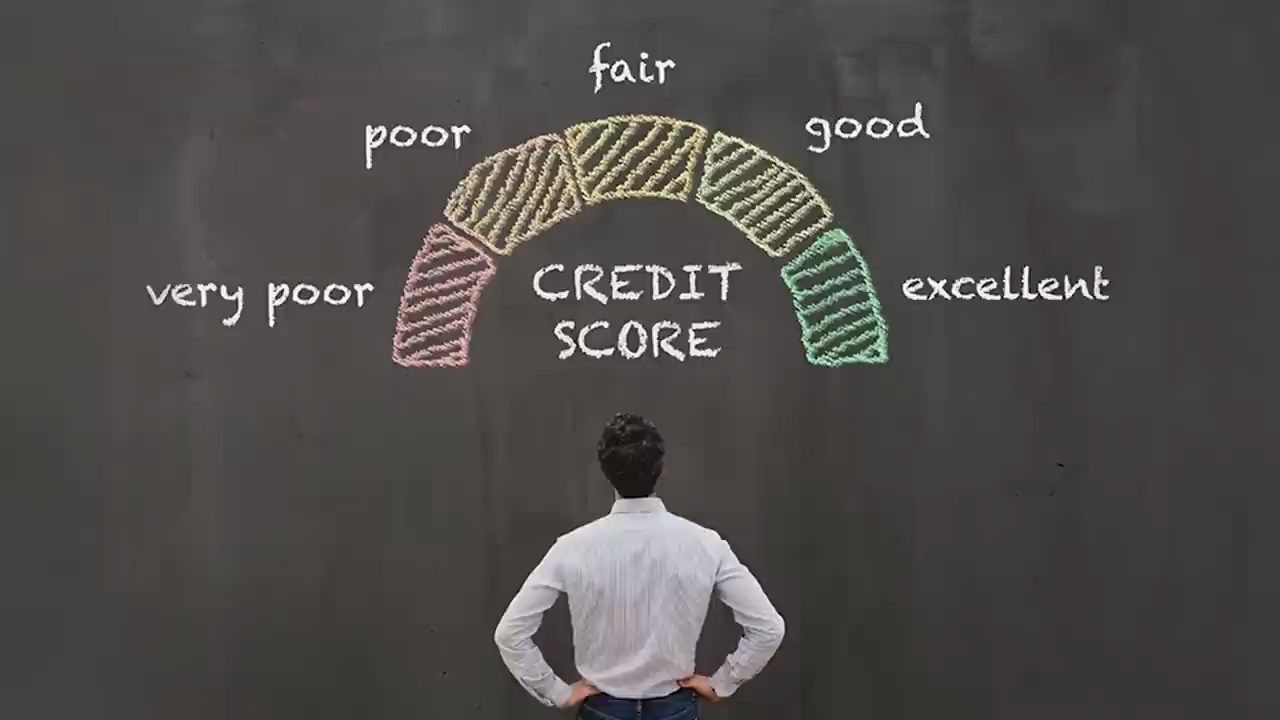 fair
poor
good
very poor
CREDIT
SCORE
excellent